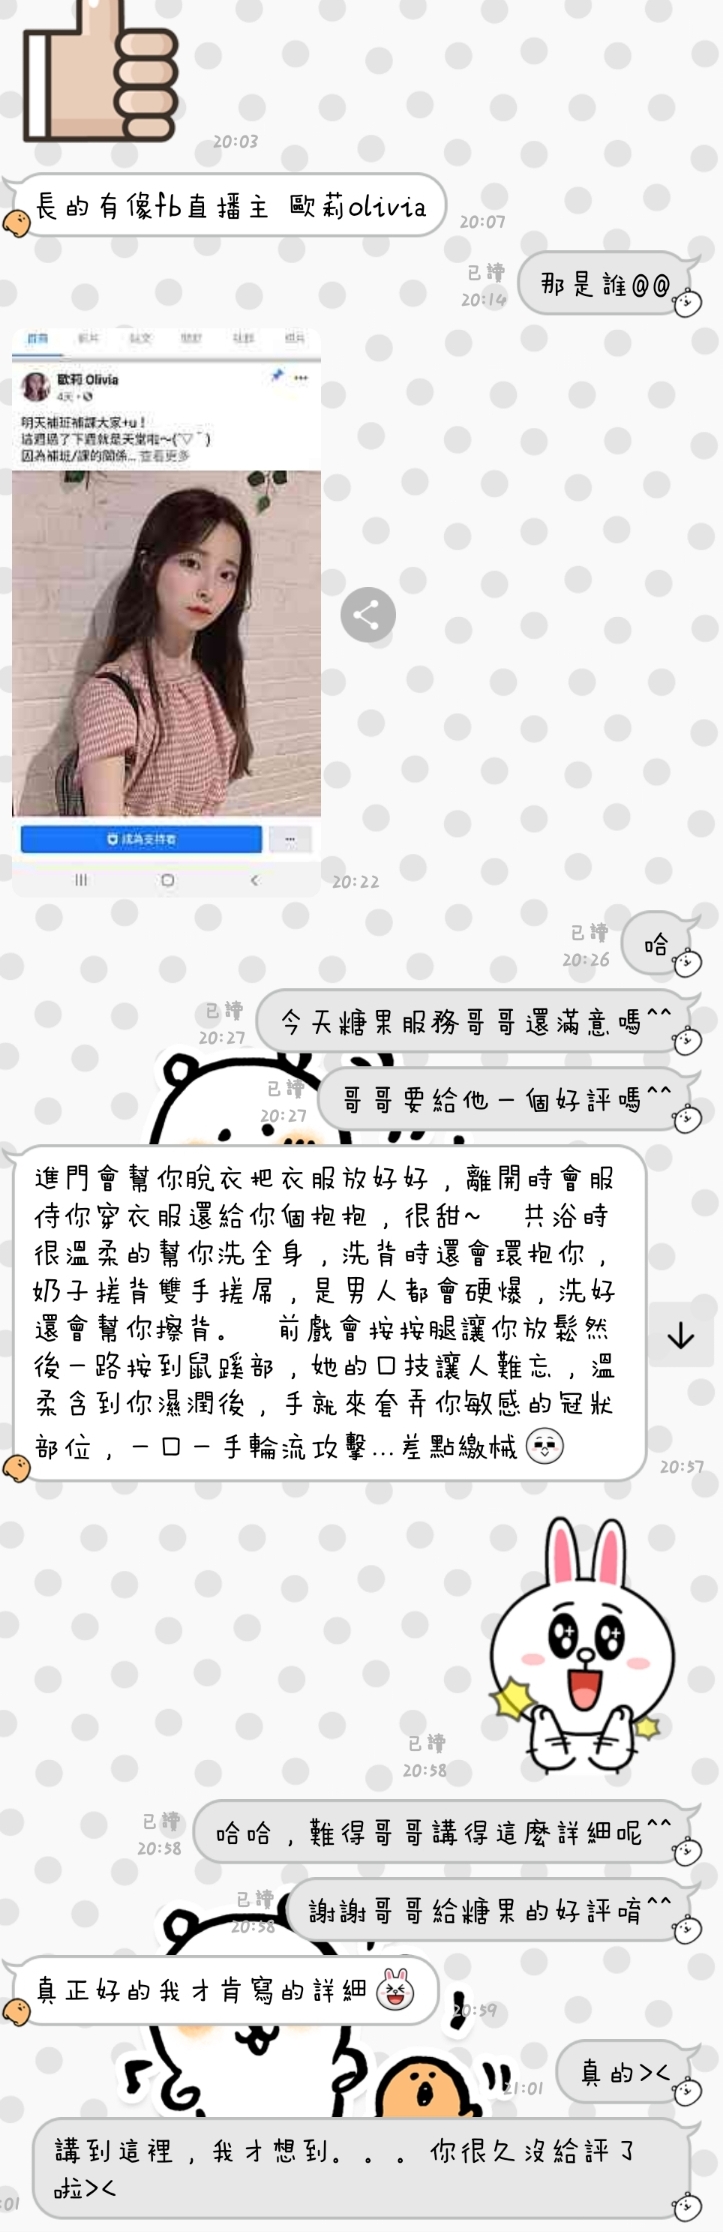 20:03
長的有像fb直播主 歐莉olivia
20:07
已讀
20:14
那是誰@@
歐莉 Olivia
4天
明天補班補課大家+u！
這週過了下週就是天堂啦～(￣▽￣)
因為補班/課的關係... 查看更多
成為支持者
20:22
已讀
20:26
哈
已讀
20:27
今天糖果服務哥哥還滿意嗎^^
已讀
20:27
哥哥要給他一個好評嗎^^
進門會幫你脫衣把衣服放好好，離開時會服
侍你穿衣服還給你個抱抱，很甜~ 共浴時
很溫柔的幫你洗全身，洗背時還會環抱你，
奶子搓背雙手搓屌，是男人都會硬爆，洗好
還會幫你擦背。 前戲會按按腿讓你放鬆然
後一路按到鼠蹊部，她的口技讓人難忘，溫
柔含到你濕潤後，手就來套弄你敏感的冠狀
部位，一口一手輪流攻擊...差點繳械
20:57
已讀
20:58
已讀
20:58
哈哈，難得哥哥講得這麼詳細呢^^
已讀
20:58
謝謝哥哥給糖果的好評唷^^
真正好的我才肯寫的詳細
20:59
真的><
21:01
講到這裡，我才想到。。。你很久沒給評了
啦><
:01